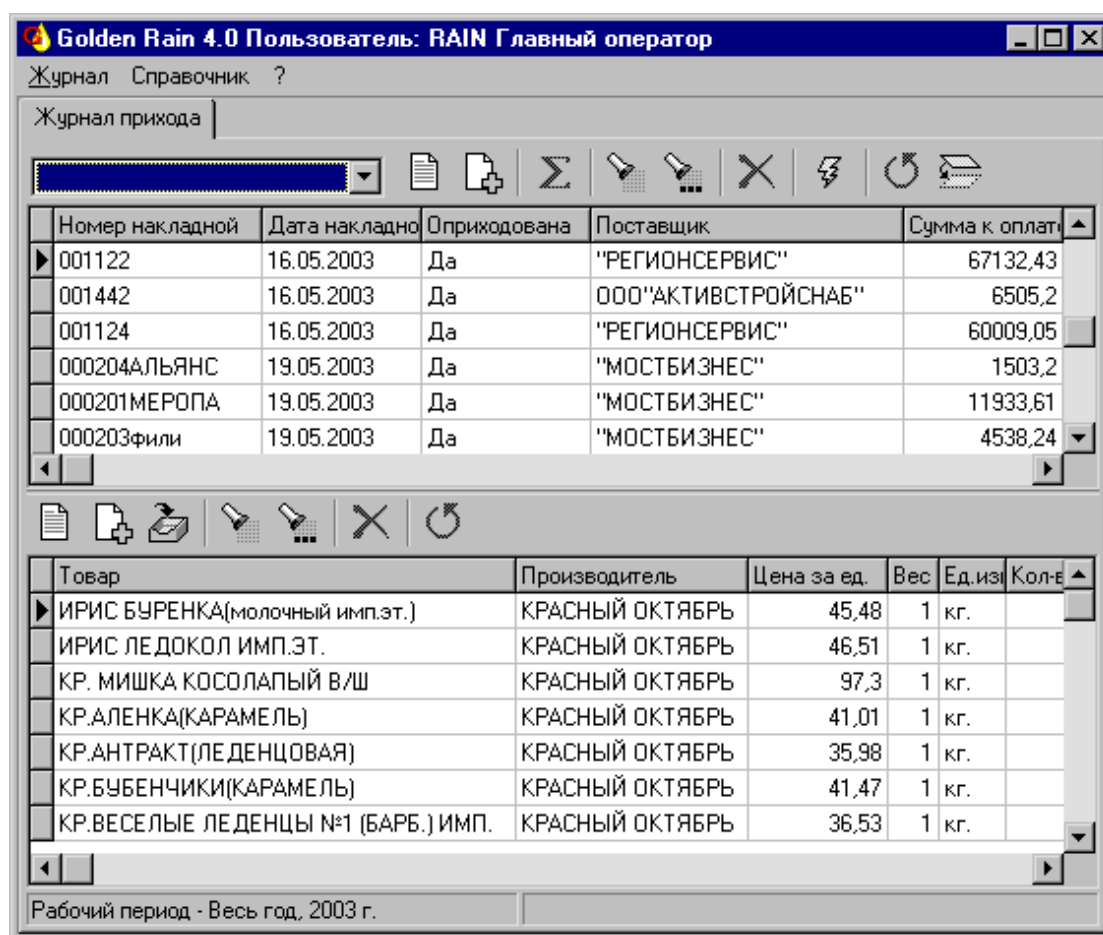 Golden Rain 4.0 Пользователь: RAIN Главный оператор
Журнал Справочник ?
Журнал прихода
Номер накладной Дата накладно Оприходована Поставщик Сумма к оплат
001122 16.05.2003 Да "РЕГИОНСЕРВИС" 67132,43
001442 16.05.2003 Да ООО"АКТИВСТРОЙСНАБ" 6505,2
001124 16.05.2003 Да "РЕГИОНСЕРВИС" 60009,05
000204АЛЬЯНС 19.05.2003 Да "МОСТБИЗНЕС" 1503,2
000201МЕРОПА 19.05.2003 Да "МОСТБИЗНЕС" 11933,61
000203фили 19.05.2003 Да "МОСТБИЗНЕС" 4538,24
Товар Производитель Цена за ед. Вес Ед.изм Кол-в
ИРИС БУРЕНКА(молочный имп.эт.) КРАСНЫЙ ОКТЯБРЬ 45,48 1 кг.
ИРИС ЛЕДОКОЛ ИМП.ЭТ. КРАСНЫЙ ОКТЯБРЬ 46,51 1 кг.
КР. МИШКА КОСОЛАПЫЙ В/Ш КРАСНЫЙ ОКТЯБРЬ 97,3 1 кг.
КР.АЛЕНКА(КАРАМЕЛЬ) КРАСНЫЙ ОКТЯБРЬ 41,01 1 кг.
КР.АНТРАКТ(ЛЕДЕНЦОВАЯ) КРАСНЫЙ ОКТЯБРЬ 35,98 1 кг.
КР.БУБЕНЧИКИ(КАРАМЕЛЬ) КРАСНЫЙ ОКТЯБРЬ 41,47 1 кг.
КР.ВЕСЕЛЫЕ ЛЕДЕНЦЫ №1 (БАРБ.) ИМП. КРАСНЫЙ ОКТЯБРЬ 36,53 1 кг.
Рабочий период - Весь год, 2003 г.